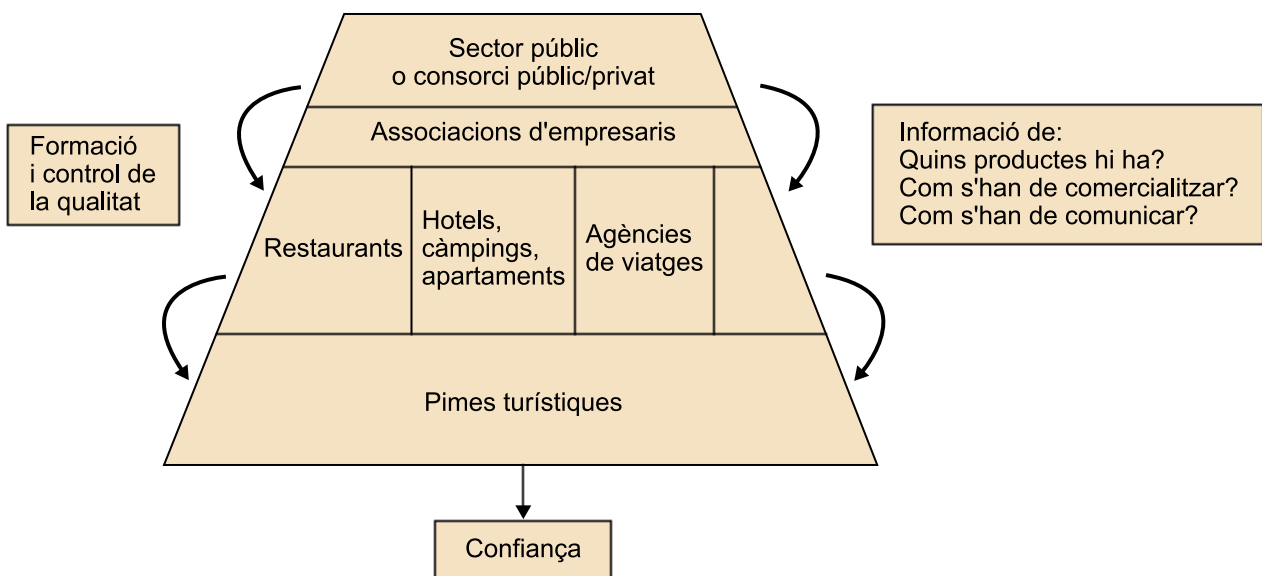 Sector públic
o consorci públic/privat
Associacions d'empresaris
Formació
i control de
la qualitat
Informació de:
Quins productes hi ha?
Com s'han de comercialitzar?
Com s'han de comunicar?
Restaurants
Hotels,
càmpings,
apartaments
Agències
de viatges
Pimes turístiques
Confiança